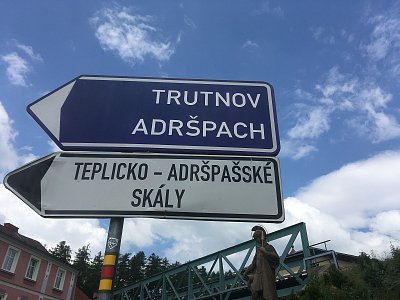 TRUTNOV
ADRŠPACH
TEPLICKO - ADRŠPAŠSKÉ
SKÁLY